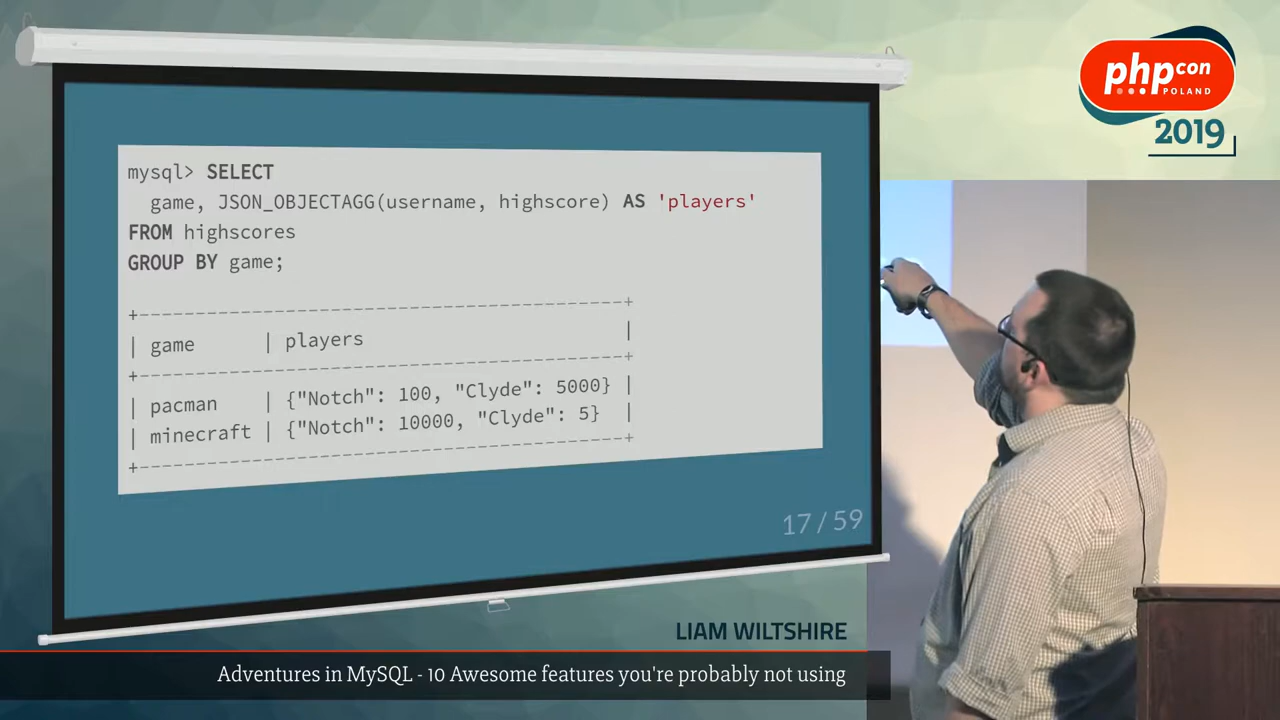 mysql> SELECT
game, JSON_OBJECTAGG(username, highscore) AS 'players'
FROM highscores
GROUP BY game;
+--------------------------------------------+
| game | players |
+--------------------------------------------+
| pacman | {"Notch": 100, "Clyde": 5000} |
| minecraft | {"Notch": 10000, "Clyde": 5} |
+--------------------------------------------+
17 / 59
phpcon
POLAND
2019
LIAM WILTSHIRE
Adventures in MySQL - 10 Awesome features you're probably not using